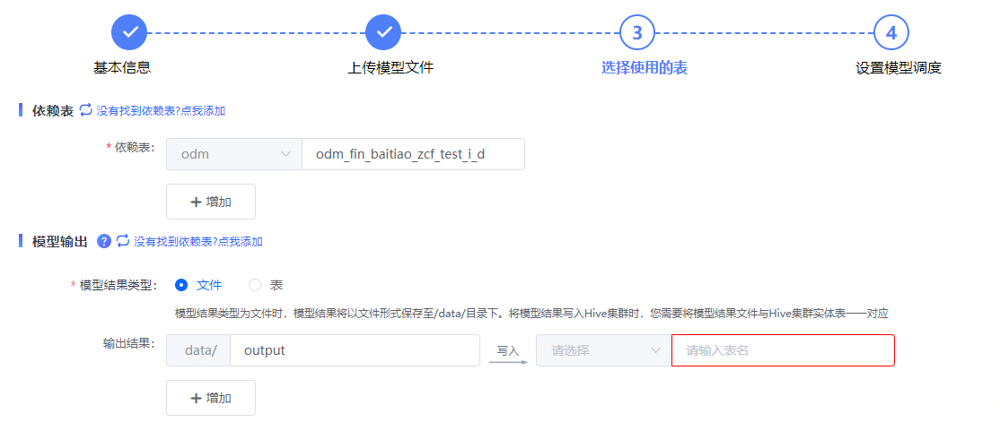 3
4
基本信息
上传模型文件
选择使用的表
设置模型调度
依赖表 没有找到依赖表?点我添加
* 依赖表: odm odm_fin_baitiao_zcf_test_i_d
+ 增加
模型输出 ? 没有找到依赖表?点我添加
* 模型结果类型: 文件 表
模型结果类型为文件时，模型结果将以文件形式保存至/data/目录下。将模型结果写入Hive集群时，您需要将模型结果文件与Hive集群实体表一一对应
输出结果: data/ output 写入 请选择 请输入表名
+ 增加